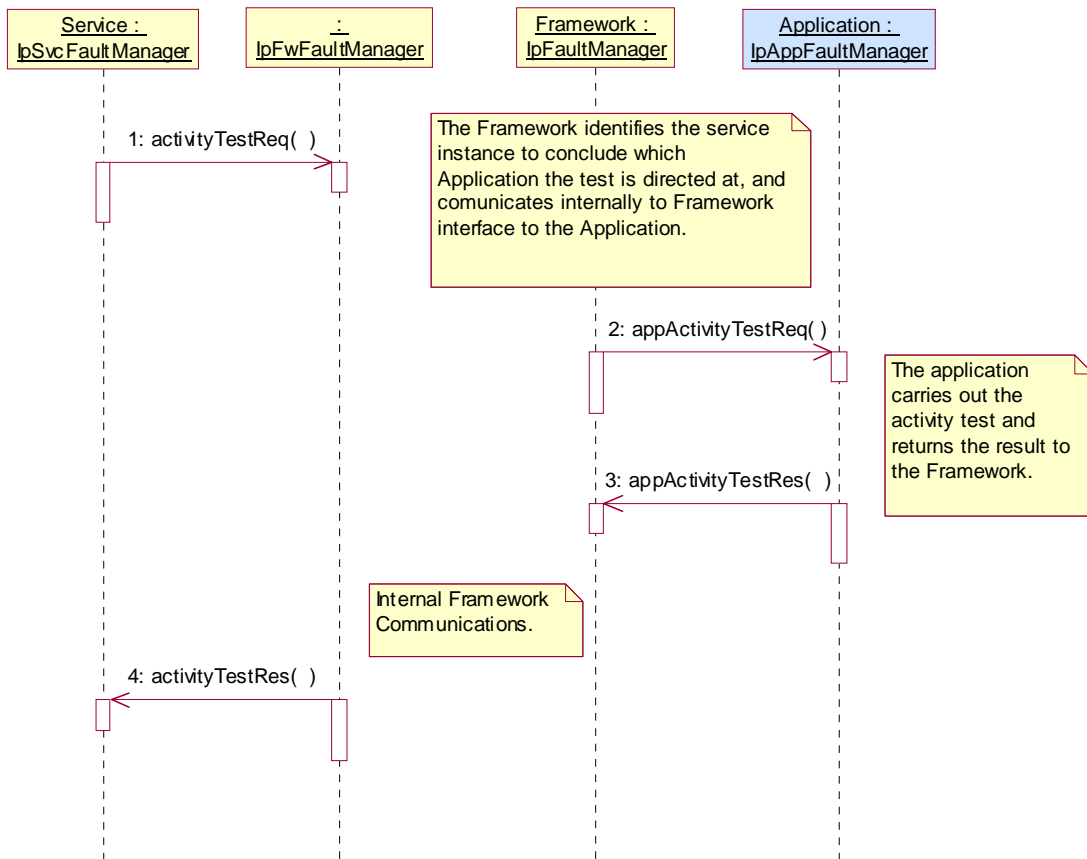 Service :
IpSvcFaultManager
:
IpFwFaultManager
Framework :
IpFaultManager
Application :
IpAppFaultManager
1: activityTestReq( )
The Framework identifies the service
instance to conclude which
Application the test is directed at, and
comunicates internally to Framework
interface to the Application.
2: appActivityTestReq( )
The application
carries out the
activity test and
returns the result to
the Framework.
3: appActivityTestRes( )
Internal Framework
Communications.
4: activityTestRes( )